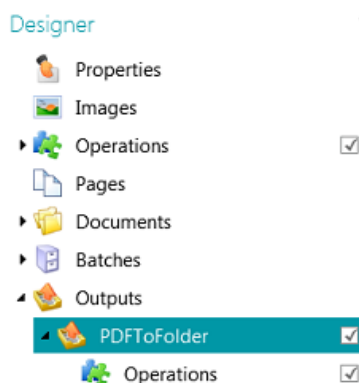 Designer
Properties
Images
Operations
Pages
Documents
Batches
Outputs
PDFToFolder
Operations